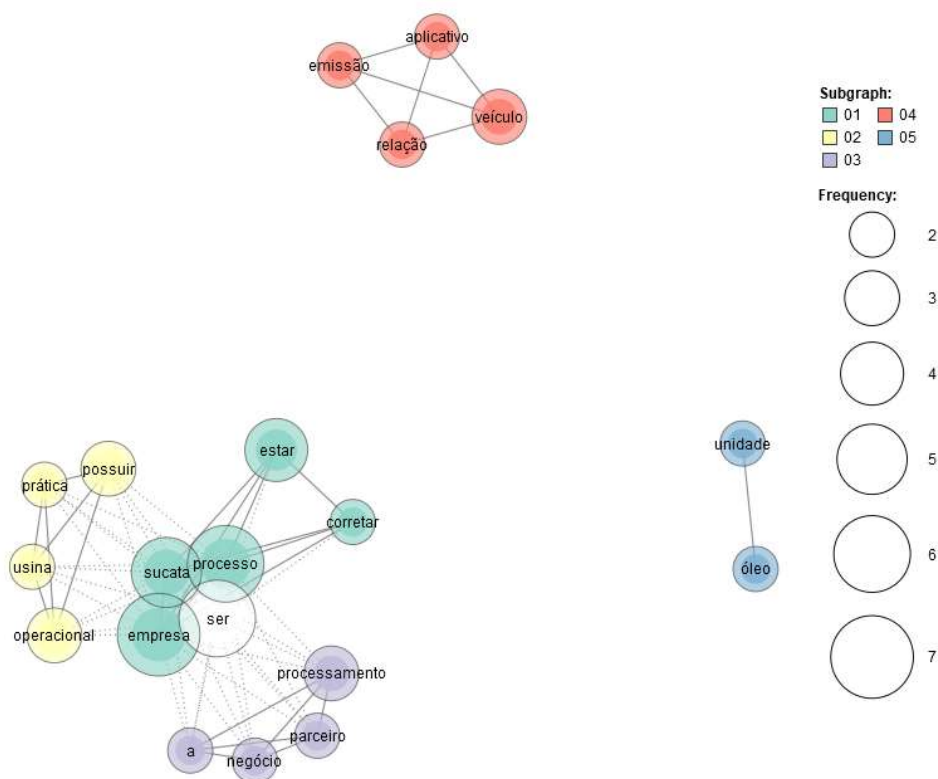 aplicativo
emissão
veículo
relação
Subgraph:
01 04
02 05
03
Frequency:
2
3
4
5
6
7
estar
unidade
possuir
prática
corretar
processo
usina
sucata
óleo
ser
operacional
empresa
processamento
parceiro
a
negócio